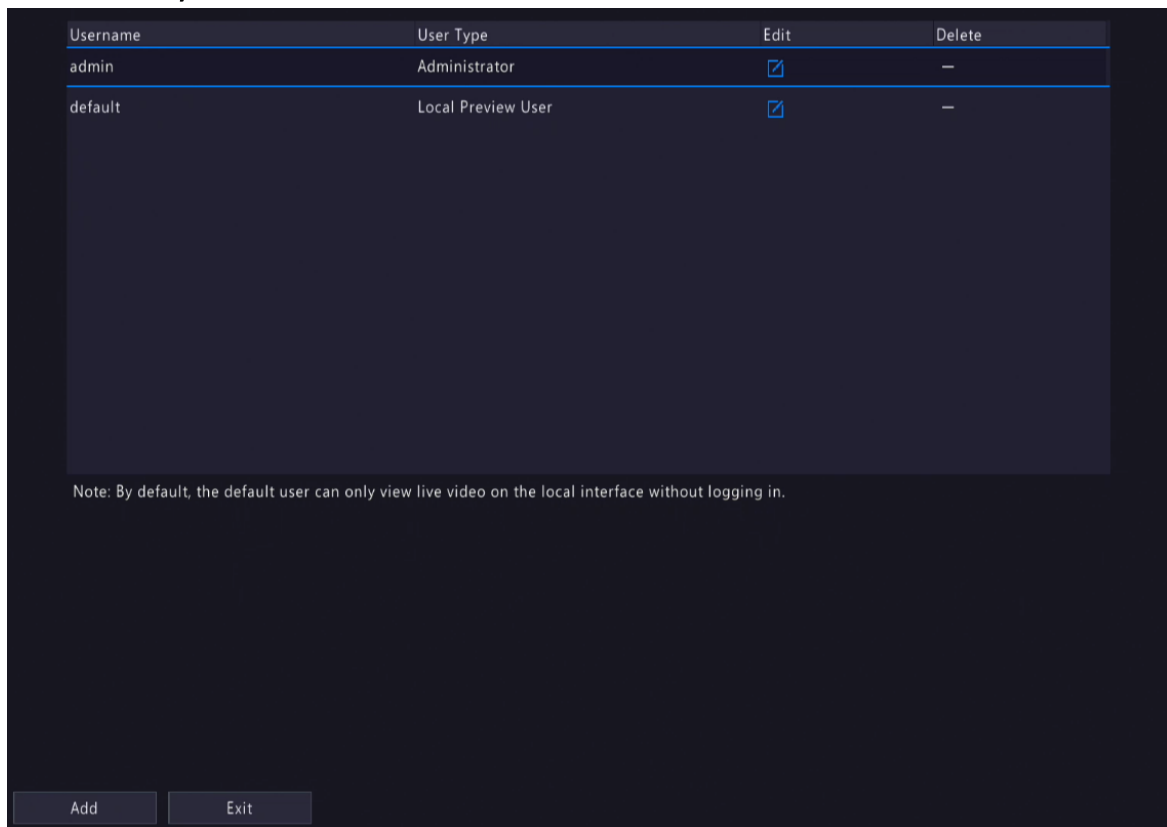 Username User Type Edit Delete
admin Administrator —
default Local Preview User —
Note: By default, the default user can only view live video on the local interface without logging in.
Add Exit